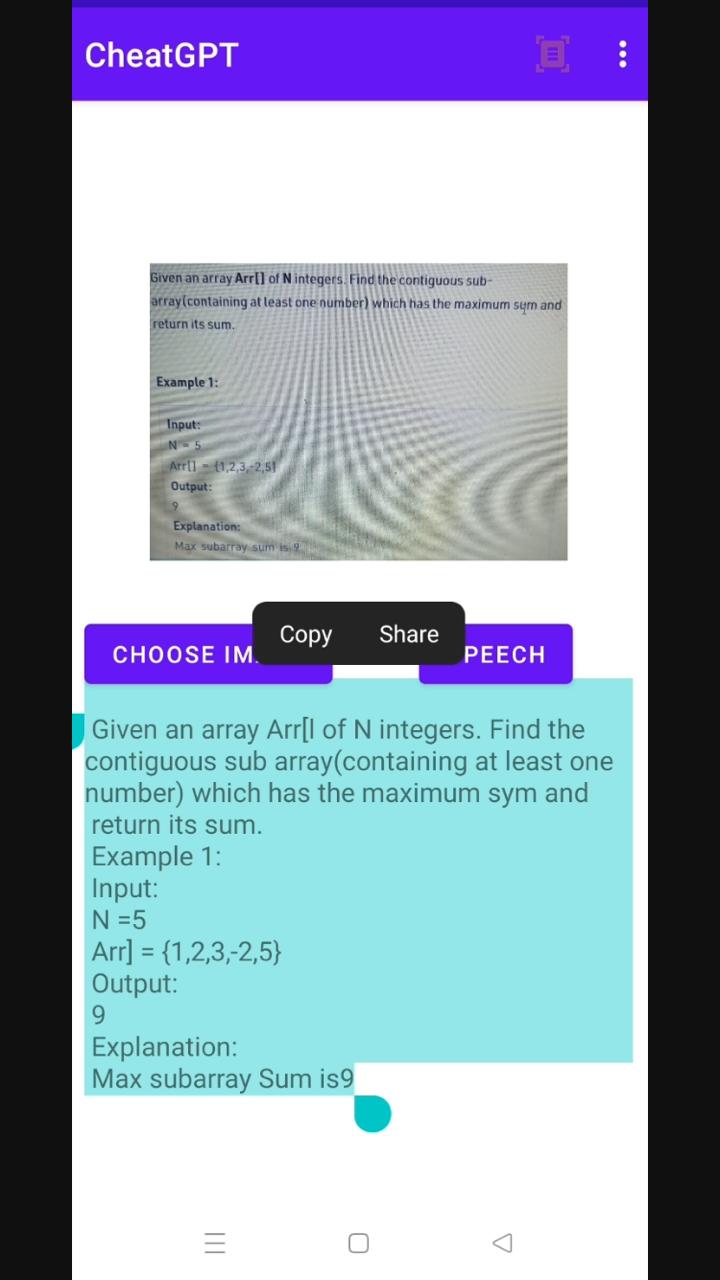 CheatGPT
Given an array Arr[] of N integers. Find the contiguous sub-
array(containing at least one number) which has the maximum sum and
return its sum.
Example 1:
Input:
N = 5
Arr[] = {1,2,3,-2,5}
Output:
9
Explanation:
Max subarray sum is 9
Copy Share
CHOOSE IM
PEECH
Given an array Arr[l of N integers. Find the
contiguous sub array(containing at least one
number) which has the maximum sym and
return its sum.
Example 1:
Input:
N =5
Arr] = {1,2,3,-2,5}
Output:
9
Explanation:
Max subarray Sum is9